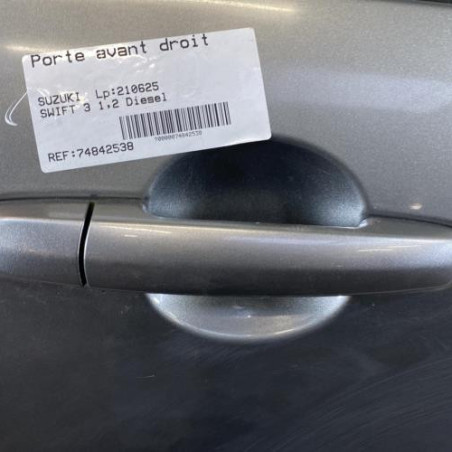 Porte avant droit
SUZUKI Lp:210625
SWIFT 3 1.2 Diesel
REF:74842538